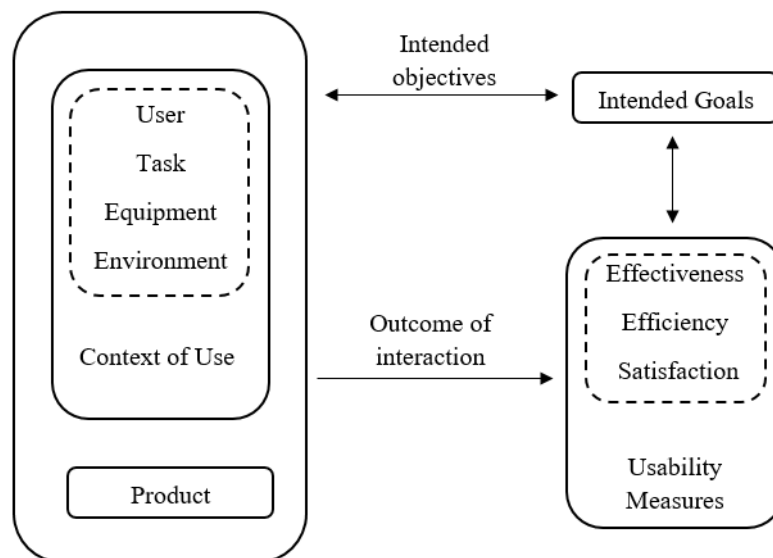 User
Task
Equipment
Environment
Context of Use
Product
Intended
objectives
Outcome of
interaction
Intended Goals
Effectiveness
Efficiency
Satisfaction
Usability
Measures